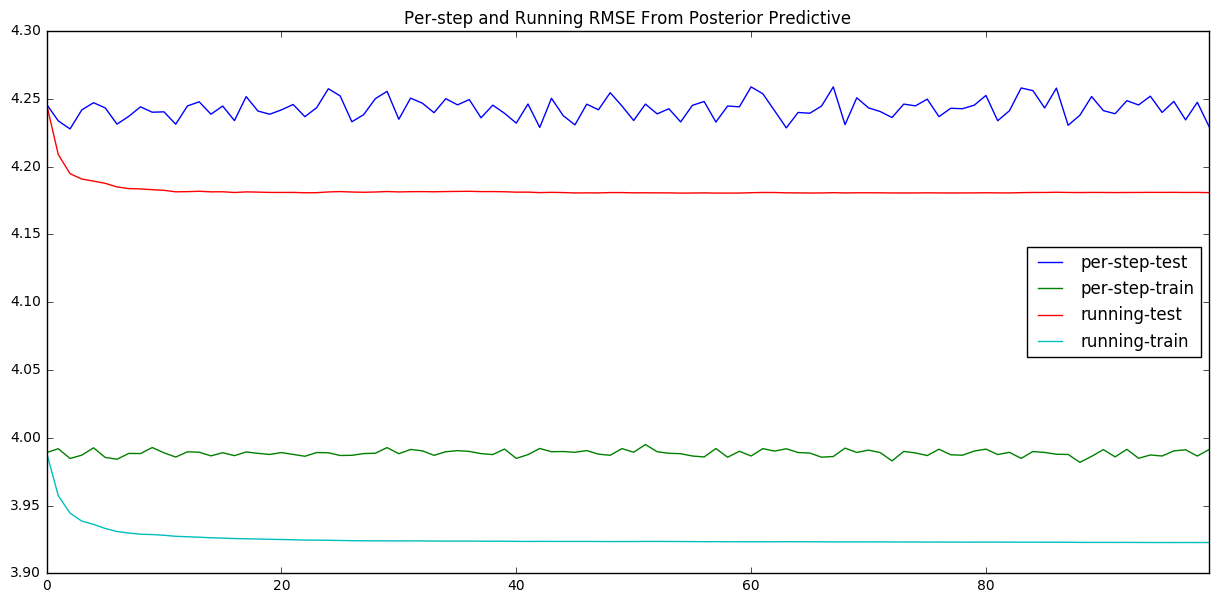 Per-step and Running RMSE From Posterior Predictive
4.30
4.25
4.20
4.15
4.10
4.05
4.00
3.95
3.90
per-step-test
per-step-train
running-test
running-train
0
20
40
60
80